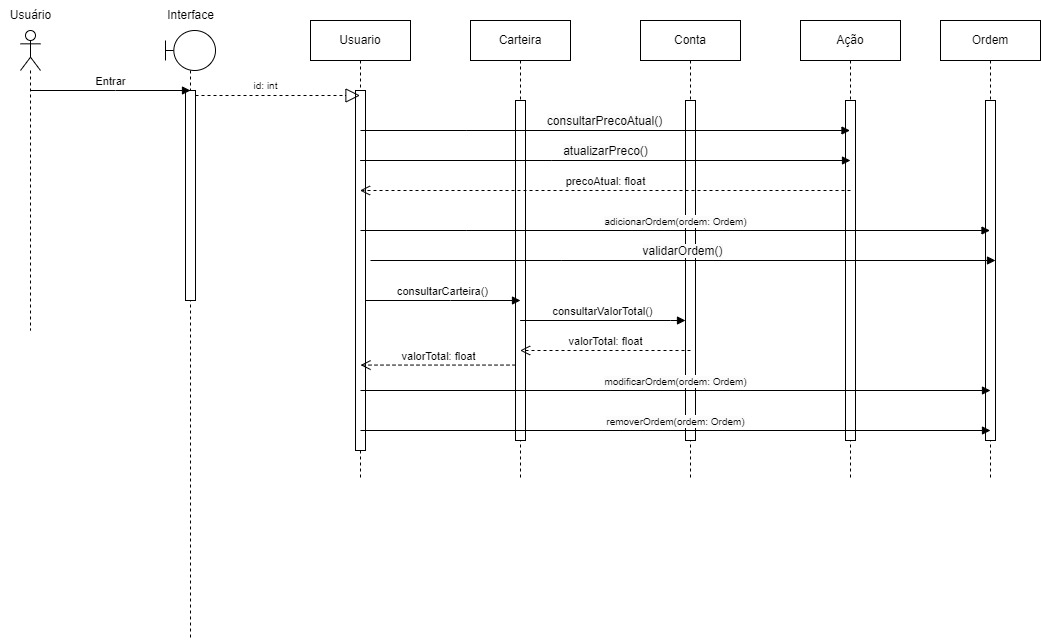 Usuário
Interface
Usuario
Carteira
Conta
Ação
Ordem
Entrar
id: int
consultarPrecoAtual()
atualizarPreco()
precoAtual: float
adicionarOrdem(ordem: Ordem)
validarOrdem()
consultarCarteira()
consultarValorTotal()
valorTotal: float
valorTotal: float
modificarOrdem(ordem: Ordem)
removerOrdem(ordem: Ordem)